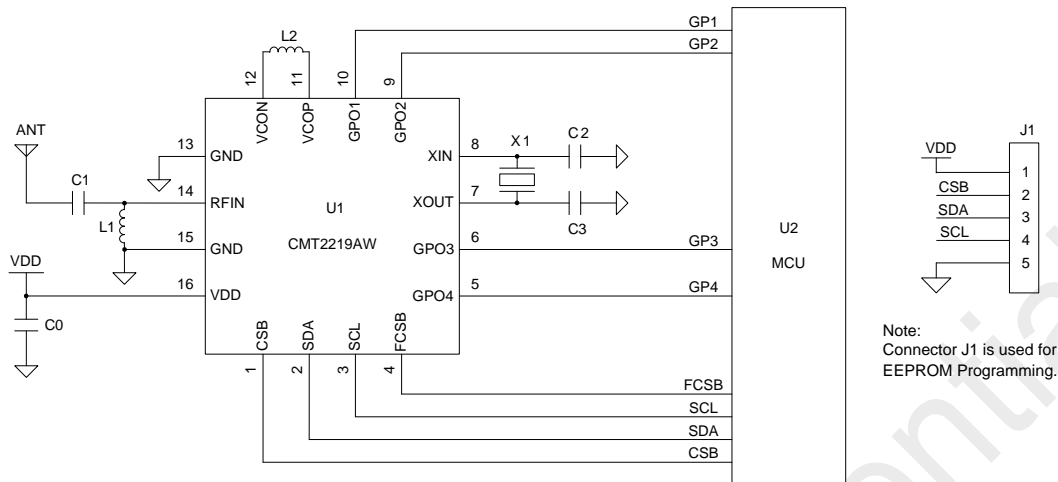 GP1
GP2
L2
12
11
10
9
VCON
VCOP
GPO1
GPO2
ANT
13
GND
C1
14
RFIN
L1
15
GND
VDD
16
VDD
C0
U1
CMT2219AW
8
XIN
X1
C2
7
XOUT
C3
6
GPO3
GP3
5
GPO4
GP4
CSB
SDA
SCL
FCSB
1
2
3
4
FCSB
SCL
SDA
CSB
U2
MCU
J1
VDD
1
CSB
2
SDA
3
SCL
4
5
Note:
Connector J1 is used for
EEPROM Programming.